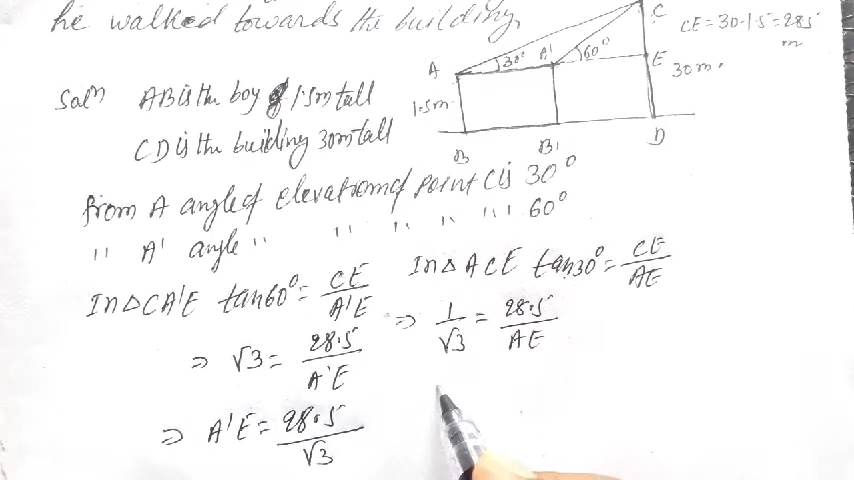 he walked towards the building.
C
CE=30-1.5=28.5
m
A 30° A' 60° E
30m.
1.5m
B B' D
Soln AB is the boy 1.5m tall
CD is the building 30m tall
from A angle of elevation of point C is 30°
" A' angle " " " " " 60°
In △ CA'E tan60° = CE/A'E
In △ ACE tan30° = CE/AE
⇒ √3 = 28.5/A'E
⇒ 1/√3 = 28.5/AE
⇒ A'E = 28.5/√3